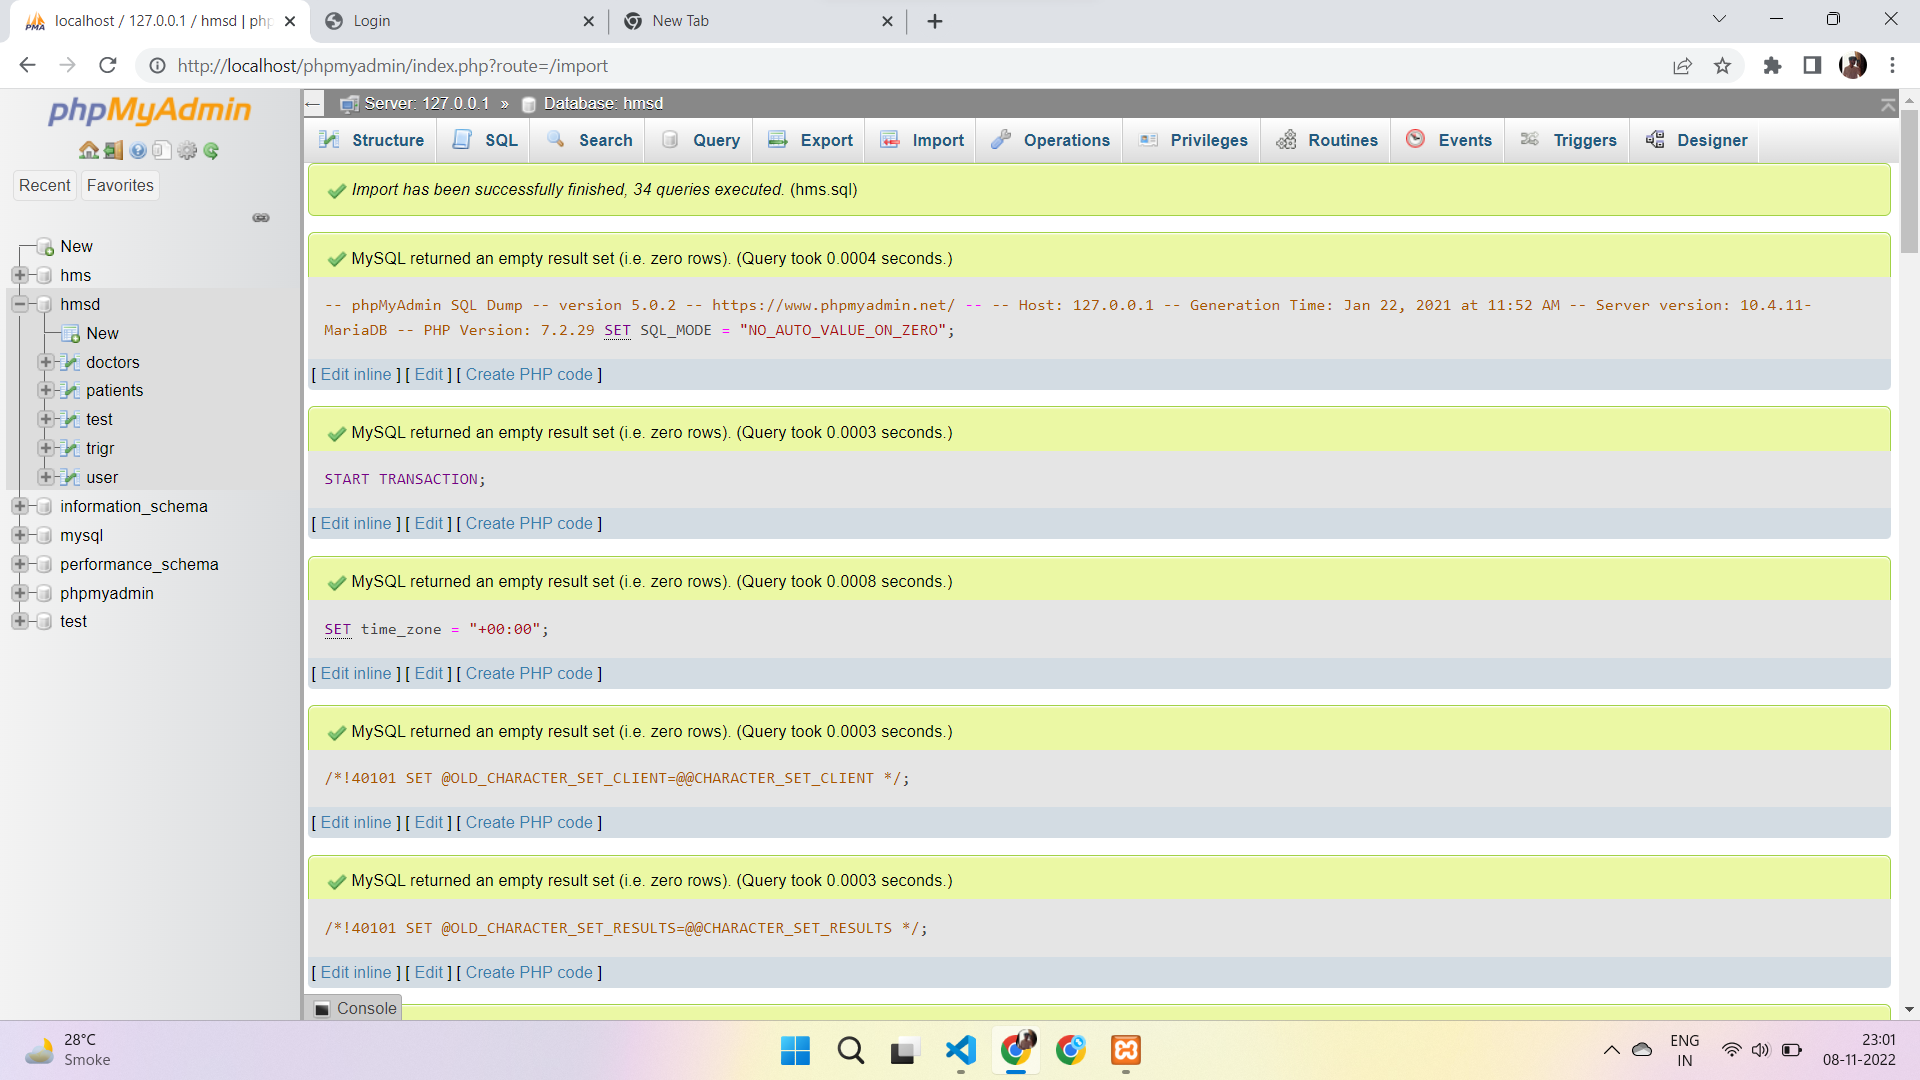 localhost / 127.0.0.1 / hmsd | php
Login
New Tab
http://localhost/phpmyadmin/index.php?route=/import
phpMyAdmin
Recent
Favorites
New
hms
hmsd
New
doctors
patients
test
trigr
user
information_schema
mysql
performance_schema
phpmyadmin
test
Server: 127.0.0.1 » Database: hmsd
Structure
SQL
Search
Query
Export
Import
Operations
Privileges
Routines
Events
Triggers
Designer
Import has been successfully finished, 34 queries executed. (hms.sql)
MySQL returned an empty result set (i.e. zero rows). (Query took 0.0004 seconds.)
-- phpMyAdmin SQL Dump -- version 5.0.2 -- https://www.phpmyadmin.net/ -- -- Host: 127.0.0.1 -- Generation Time: Jan 22, 2021 at 11:52 AM -- Server version: 10.4.11-
MariaDB -- PHP Version: 7.2.29 SET SQL_MODE = "NO_AUTO_VALUE_ON_ZERO";
[ Edit inline ] [ Edit ] [ Create PHP code ]
MySQL returned an empty result set (i.e. zero rows). (Query took 0.0003 seconds.)
START TRANSACTION;
[ Edit inline ] [ Edit ] [ Create PHP code ]
MySQL returned an empty result set (i.e. zero rows). (Query took 0.0008 seconds.)
SET time_zone = "+00:00";
[ Edit inline ] [ Edit ] [ Create PHP code ]
MySQL returned an empty result set (i.e. zero rows). (Query took 0.0003 seconds.)
/*!40101 SET @OLD_CHARACTER_SET_CLIENT=@@CHARACTER_SET_CLIENT */;
[ Edit inline ] [ Edit ] [ Create PHP code ]
MySQL returned an empty result set (i.e. zero rows). (Query took 0.0003 seconds.)
/*!40101 SET @OLD_CHARACTER_SET_RESULTS=@@CHARACTER_SET_RESULTS */;
[ Edit inline ] [ Edit ] [ Create PHP code ]
Console
28°C
Smoke
ENG
IN
23:01
08-11-2022